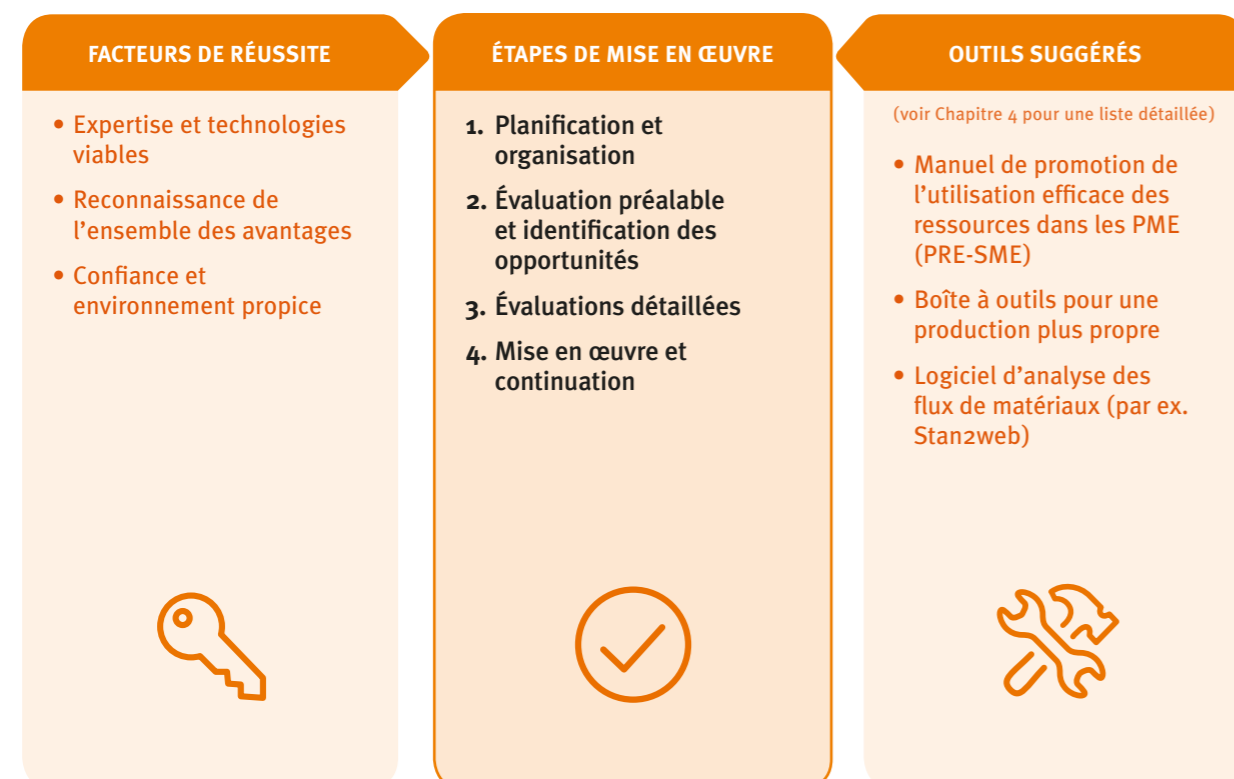 FACTEURS DE RÉUSSITE
• Expertise et technologies
viables
• Reconnaissance de
l’ensemble des avantages
• Confiance et
environnement propice
ÉTAPES DE MISE EN ŒUVRE
1. Planification et
organisation
2. Évaluation préalable
et identification des
opportunités
3. Évaluations détaillées
4. Mise en œuvre et
continuation
OUTILS SUGGÉRÉS
(voir Chapitre 4 pour une liste détaillée)
• Manuel de promotion de
l’utilisation efficace des
ressources dans les PME
(PRE-SME)
• Boîte à outils pour une
production plus propre
• Logiciel d’analyse des
flux de matériaux (par ex.
Stan2web)